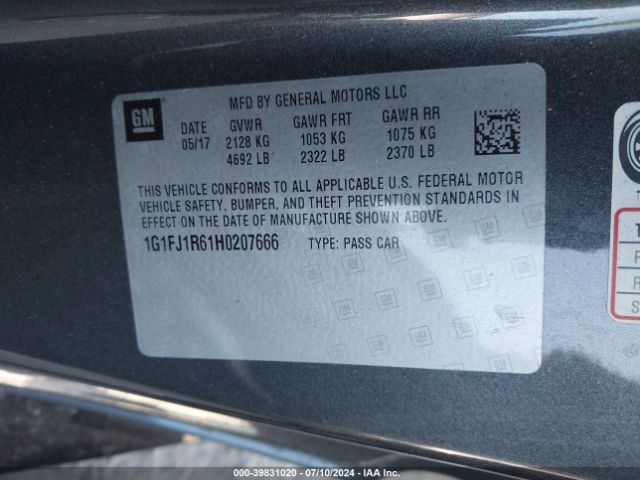 MFD BY GENERAL MOTORS LLC
GM
DATE GVWR GAWR FRT GAWR RR
05/17 2128 KG 1053 KG 1075 KG
4692 LB 2322 LB 2370 LB
THIS VEHICLE CONFORMS TO ALL APPLICABLE U.S. FEDERAL MOTOR
VEHICLE SAFETY, BUMPER, AND THEFT PREVENTION STANDARDS IN
EFFECT ON THE DATE OF MANUFACTURE SHOWN ABOVE.
1G1FJ1R61H0207666 TYPE: PASS CAR
000-39831020 - 07/10/2024 - IAA Inc.